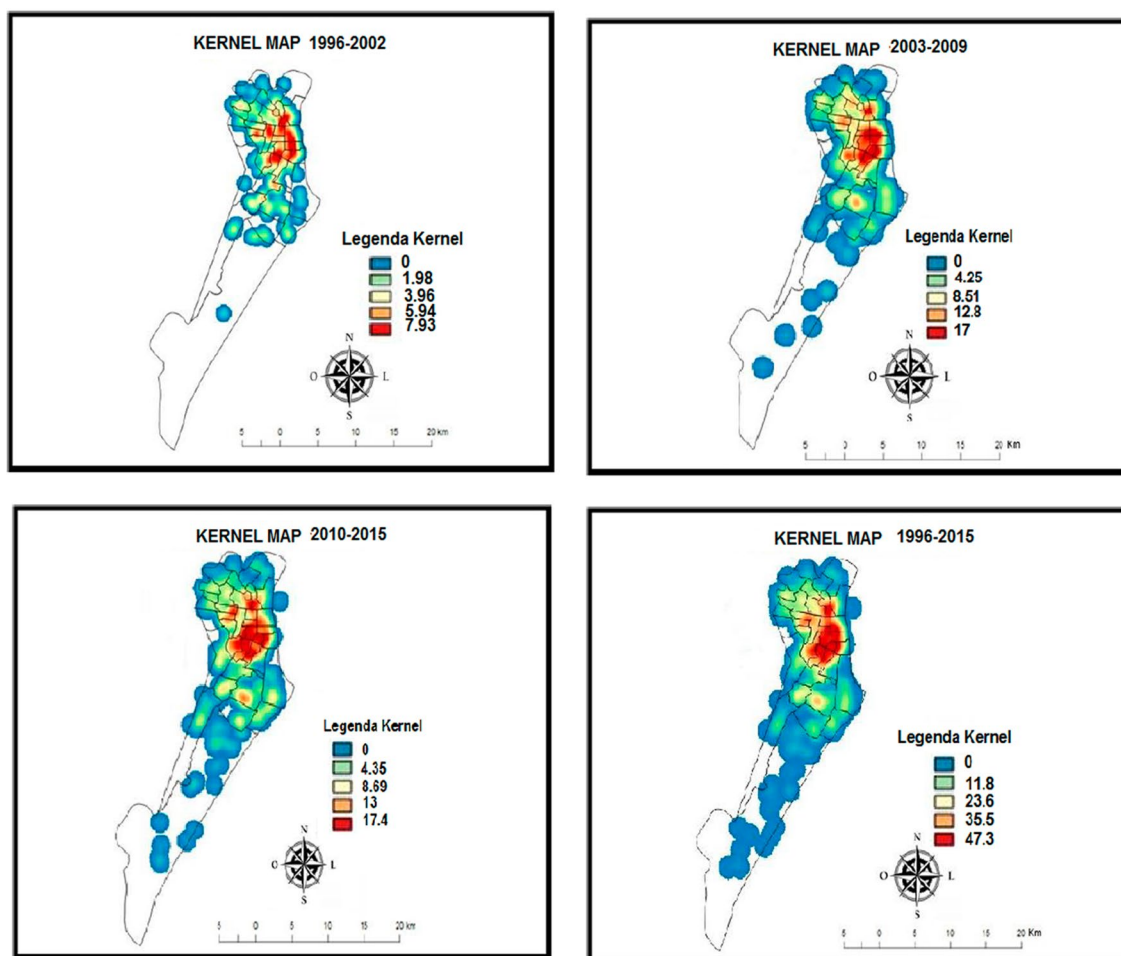 KERNEL MAP 1996-2002
Legenda Kernel
0
1.98
3.96
5.94
7.93
N
O L
S
5 0 5 10 20 km
KERNEL MAP 2003-2009
Legenda Kernel
0
4.25
8.51
12.8
17
N
O L
S
5 0 5 10 20 Km
KERNEL MAP 2010-2015
Legenda Kernel
0
4.35
8.69
13
17.4
N
O L
S
5 0 5 10 20 km
KERNEL MAP 1996-2015
Legenda Kernel
0
11.8
23.6
35.5
47.3
N
O L
S
5 0 5 10 20 Km